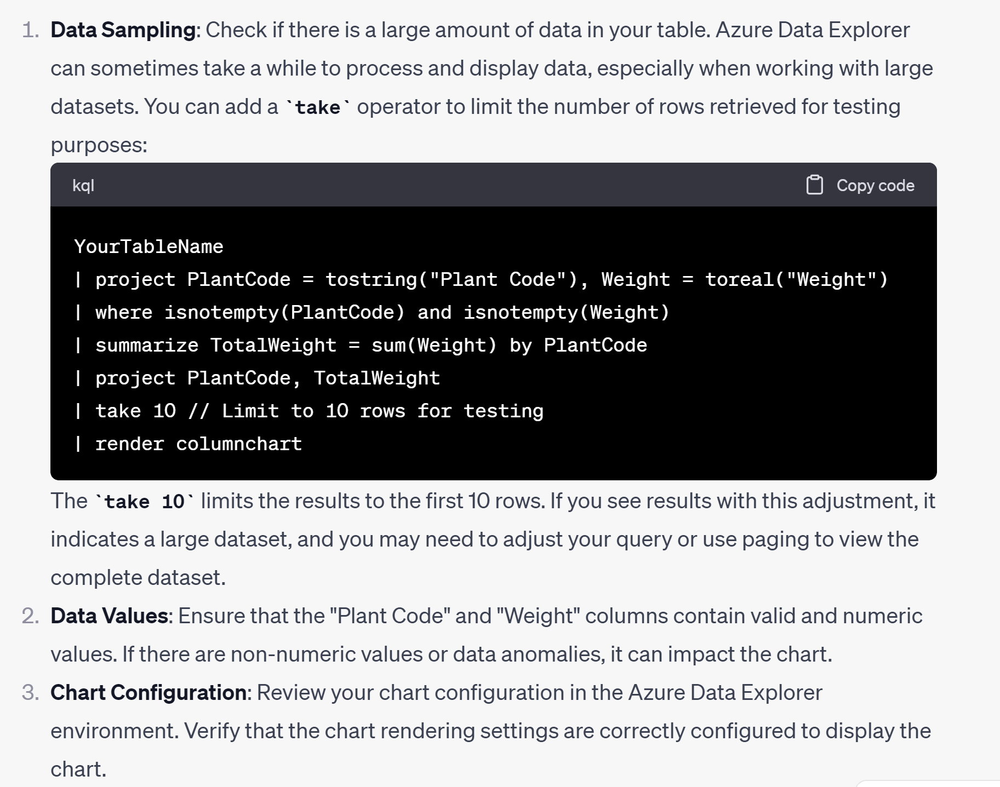 1. Data Sampling: Check if there is a large amount of data in your table. Azure Data Explorer
can sometimes take a while to process and display data, especially when working with large
datasets. You can add a `take` operator to limit the number of rows retrieved for testing
purposes:
kql Copy code
YourTableName
| project PlantCode = tostring("Plant Code"), Weight = toreal("Weight")
| where isnotempty(PlantCode) and isnotempty(Weight)
| summarize TotalWeight = sum(Weight) by PlantCode
| project PlantCode, TotalWeight
| take 10 // Limit to 10 rows for testing
| render columnchart
The `take 10` limits the results to the first 10 rows. If you see results with this adjustment, it
indicates a large dataset, and you may need to adjust your query or use paging to view the
complete dataset.
2. Data Values: Ensure that the "Plant Code" and "Weight" columns contain valid and numeric
values. If there are non-numeric values or data anomalies, it can impact the chart.
3. Chart Configuration: Review your chart configuration in the Azure Data Explorer
environment. Verify that the chart rendering settings are correctly configured to display the
chart.